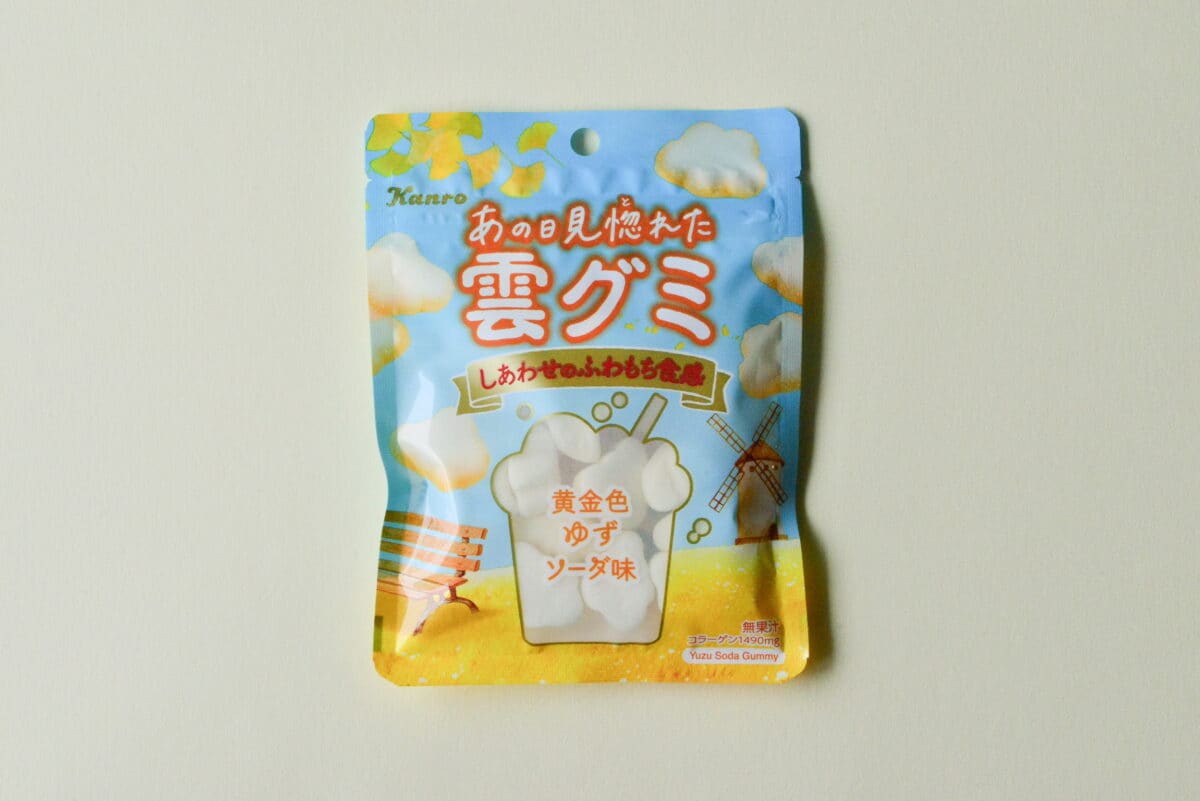 Kanro
あの日見惚れた
と
雲グミ
しあわせのふわもち食感
黄金色
ゆず
ソーダ味
無果汁
コラーゲン1490mg
Yuzu Soda Gummy